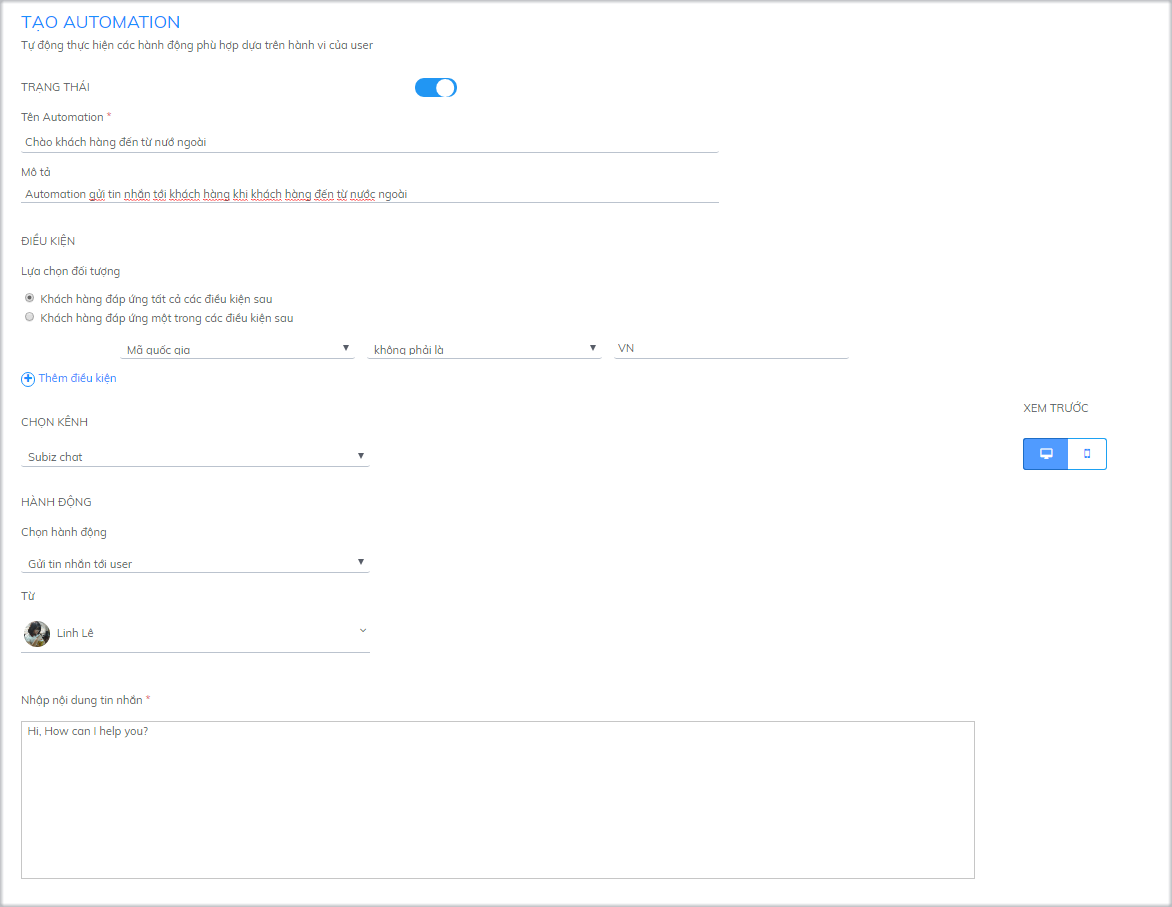 TẠO AUTOMATION
Tự động thực hiện các hành động phù hợp dựa trên hành vi của user
TRẠNG THÁI
Tên Automation *
Chào khách hàng đến từ nướ ngoài
Mô tả
Automation gửi tin nhắn tới khách hàng khi khách hàng đến từ nước ngoài
ĐIỀU KIỆN
Lựa chọn đối tượng
Khách hàng đáp ứng tất cả các điều kiện sau
Khách hàng đáp ứng một trong các điều kiện sau
Mã quốc gia không phải là VN
Thêm điều kiện
XEM TRƯỚC
CHỌN KÊNH
Subiz chat
HÀNH ĐỘNG
Chọn hành động
Gửi tin nhắn tới user
Từ
Linh Lê
Nhập nội dung tin nhắn *
Hi, How can I help you?